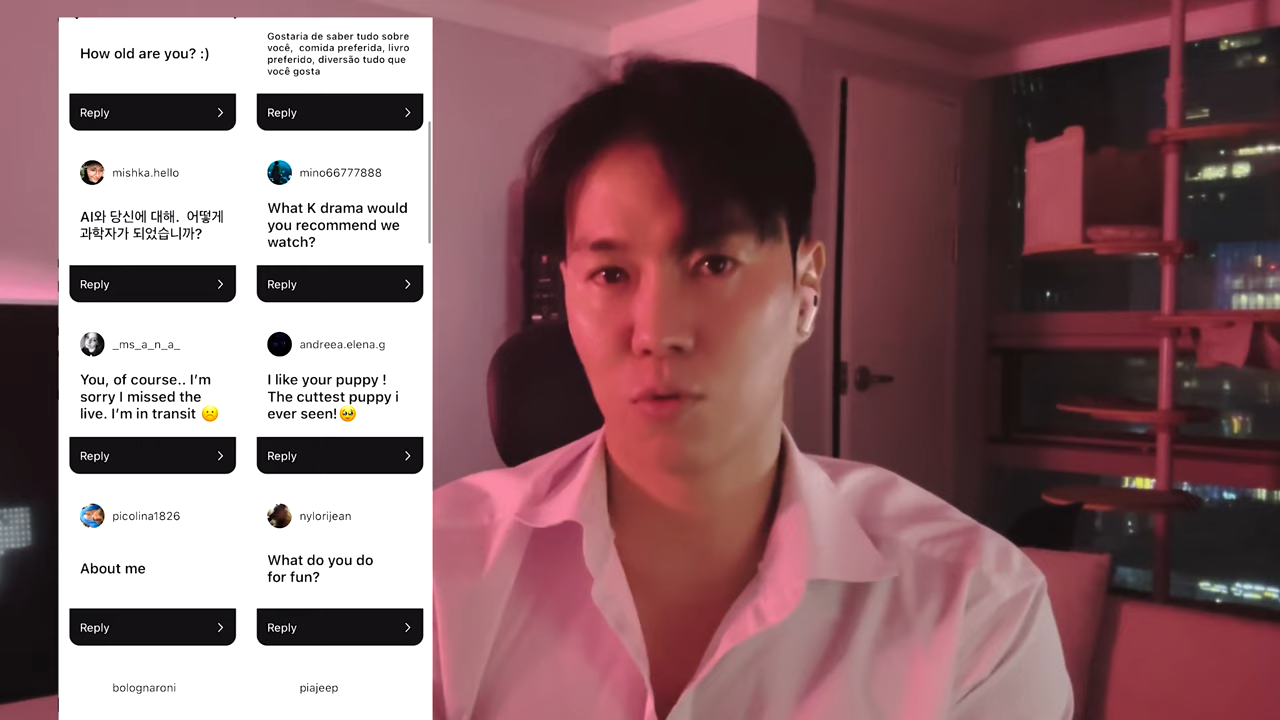 How old are you? :)
Reply
Gostaria de saber tudo sobre
você, comida preferida, livro
preferido, diversão tudo que
você gosta
Reply
mishka.hello
AI와 당신에 대해. 어떻게
과학자가 되었습니까?
Reply
mino66777888
What K drama would
you recommend we
watch?
Reply
_ms_a_n_a_
You, of course.. I’m
sorry I missed the
live. I’m in transit 🙁
Reply
andreea.elena.g
I like your puppy !
The cuttest puppy i
ever seen!🥹
Reply
picolina1826
About me
Reply
nylorijean
What do you do
for fun?
Reply
bolognaroni
piajeep